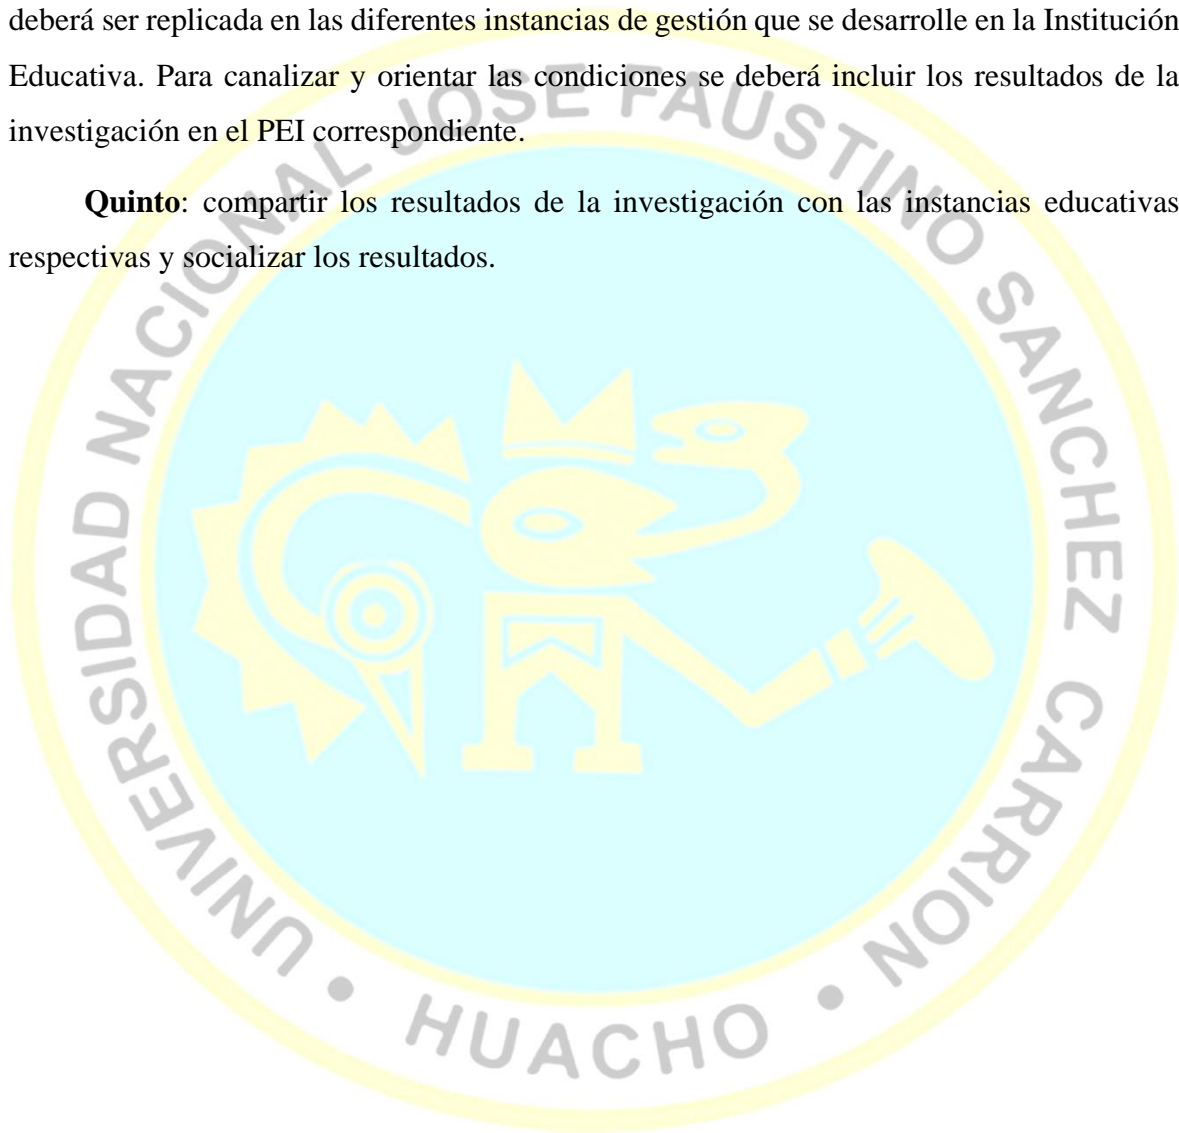 deberá ser replicada en las diferentes instancias de gestión que se desarrolle en la Institución
Educativa. Para canalizar y orientar las condiciones se deberá incluir los resultados de la
investigación en el PEI correspondiente.
Quinto: compartir los resultados de la investigación con las instancias educativas
respectivas y socializar los resultados.
UNIVERSIDAD NACIONAL JOSE FAUSTINO SANCHEZ CARRION • HUACHO •